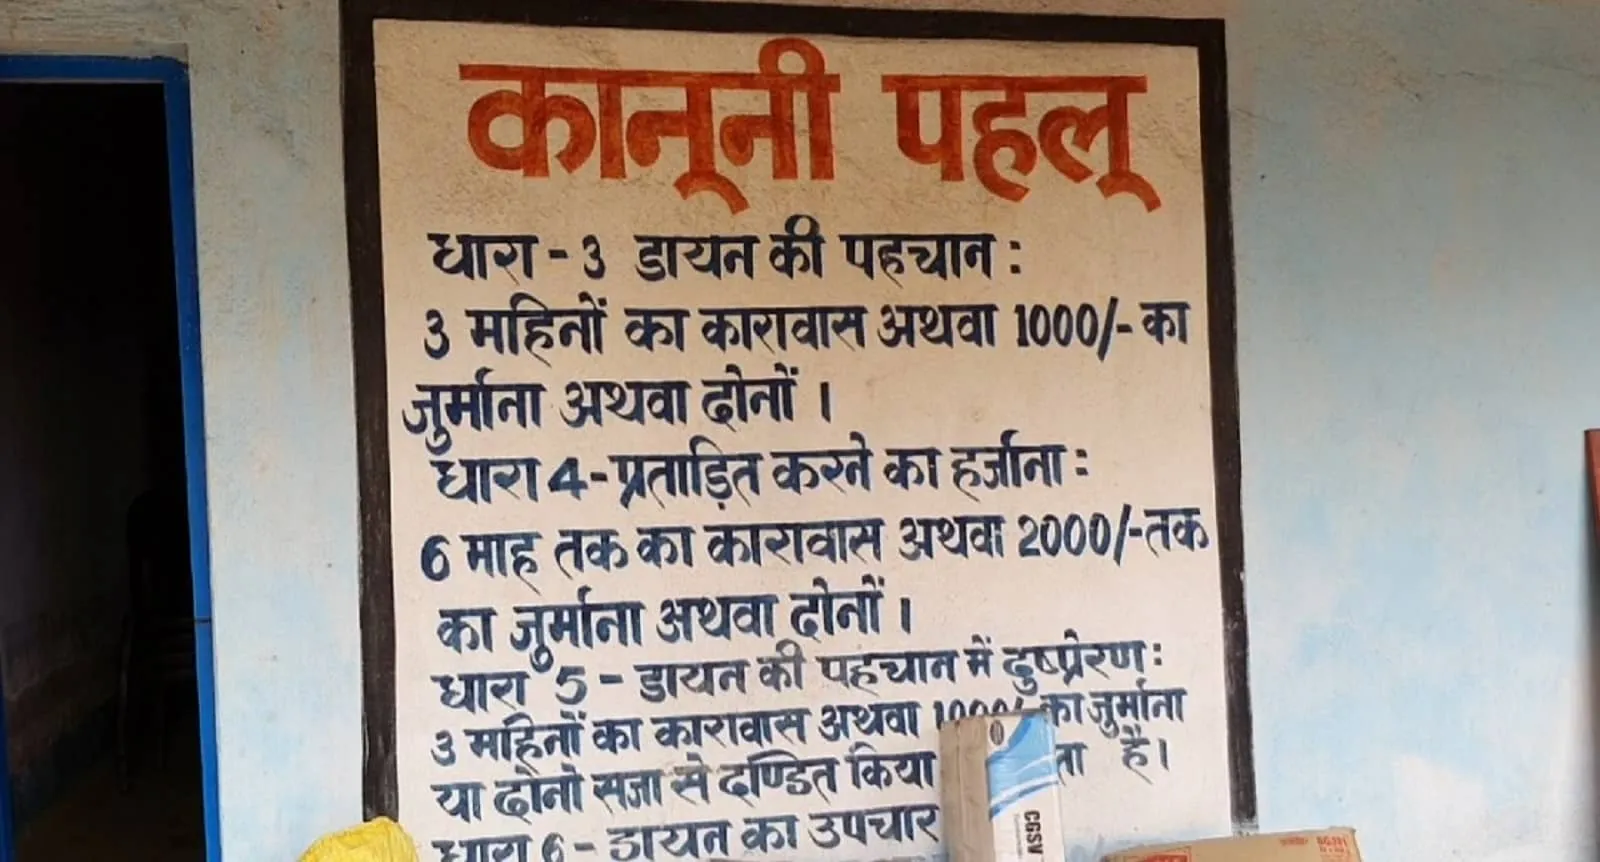 कानूनी पहलू
धारा - 3 डायन की पहचान :
3 महिनों का कारावास अथवा 1000/- का
जुर्माना अथवा दोनों ।
धारा 4 - प्रताड़ित करने का हर्जाना :
6 माह तक का कारावास अथवा 2000/- तक
का जुर्माना अथवा दोनों ।
धारा 5 - डायन की पहचान में दुष्प्रेरण :
3 महिनों का कारावास अथवा का जुर्माना
या दोनो सजा से दण्डित किया है ।
धारा 6 - डायन का उपचार
CGSV